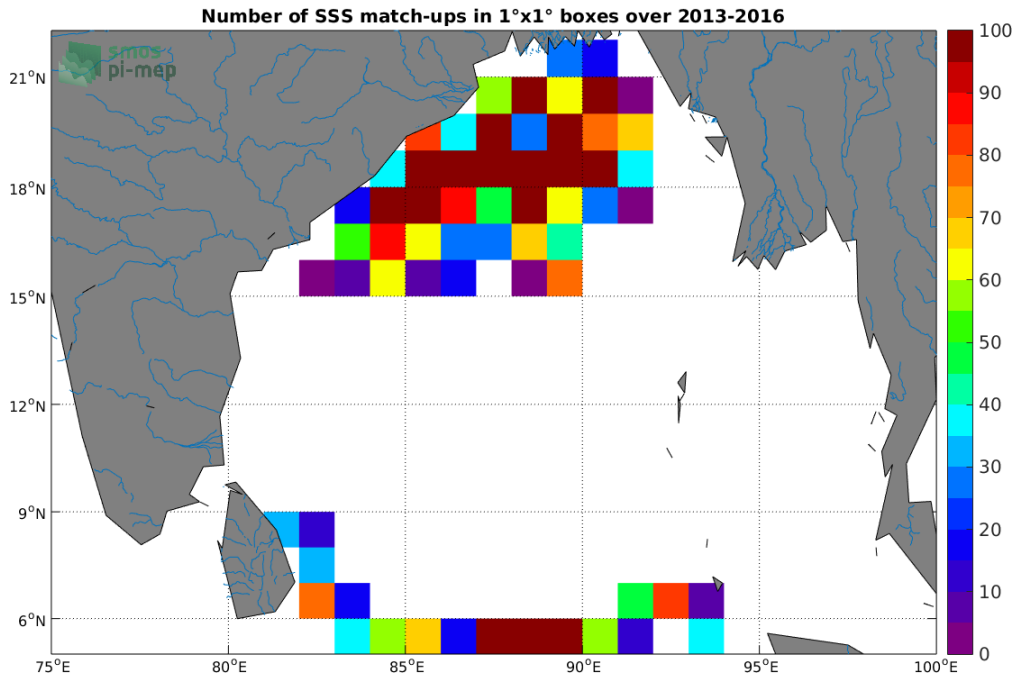 Number of SSS match-ups in 1°x1° boxes over 2013-2016
smos
pi-mep
21°N
18°N
15°N
12°N
9°N
6°N
75°E
80°E
85°E
90°E
95°E
100°E
100
90
80
70
60
50
40
30
20
10
0